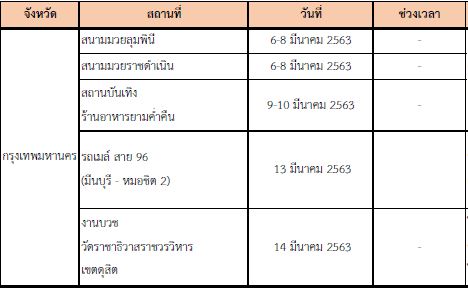 จังหวัด สถานที่ วันที่ ช่วงเวลา
สนามมวยลุมพินี 6-8 มีนาคม 2563 -
สนามมวยราชดำเนิน 6-8 มีนาคม 2563 -
สถานบันเทิง
ร้านอาหารยามค่ำคืน 9-10 มีนาคม 2563 -
กรุงเทพมหานคร รถเมล์ สาย 96
(มีนบุรี - หมอชิต 2) 13 มีนาคม 2563
งานบวช
วัดราชาธิวาสราชวรวิหาร 14 มีนาคม 2563 -
เขตดุสิต